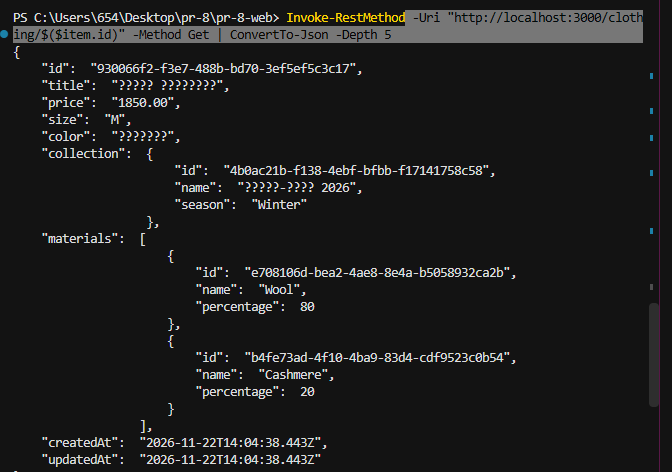 PS C:\Users\654\Desktop\pr-8\pr-8-web> Invoke-RestMethod -Uri "http://localhost:3000/cloth
ing/$($item.id)" -Method Get | ConvertTo-Json -Depth 5
{
    "id":  "930066f2-f3e7-488b-bd70-3ef5ef5c3c17",
    "title":  "????? ????????",
    "price":  "1850.00",
    "size":  "M",
    "color":  "???????",
    "collection":  {
                       "id":  "4b0ac21b-f138-4ebf-bfbb-f17141758c58",
                       "name":  "?????-???? 2026",
                       "season":  "Winter"
                   },
    "materials":  [
                      {
                          "id":  "e708106d-bea2-4ae8-8e4a-b5058932ca2b",
                          "name":  "Wool",
                          "percentage":  80
                      },
                      {
                          "id":  "b4fe73ad-4f10-4ba9-83d4-cdf9523c0b54",
                          "name":  "Cashmere",
                          "percentage":  20
                      }
                  ],
    "createdAt":  "2026-11-22T14:04:38.443Z",
    "updatedAt":  "2026-11-22T14:04:38.443Z"